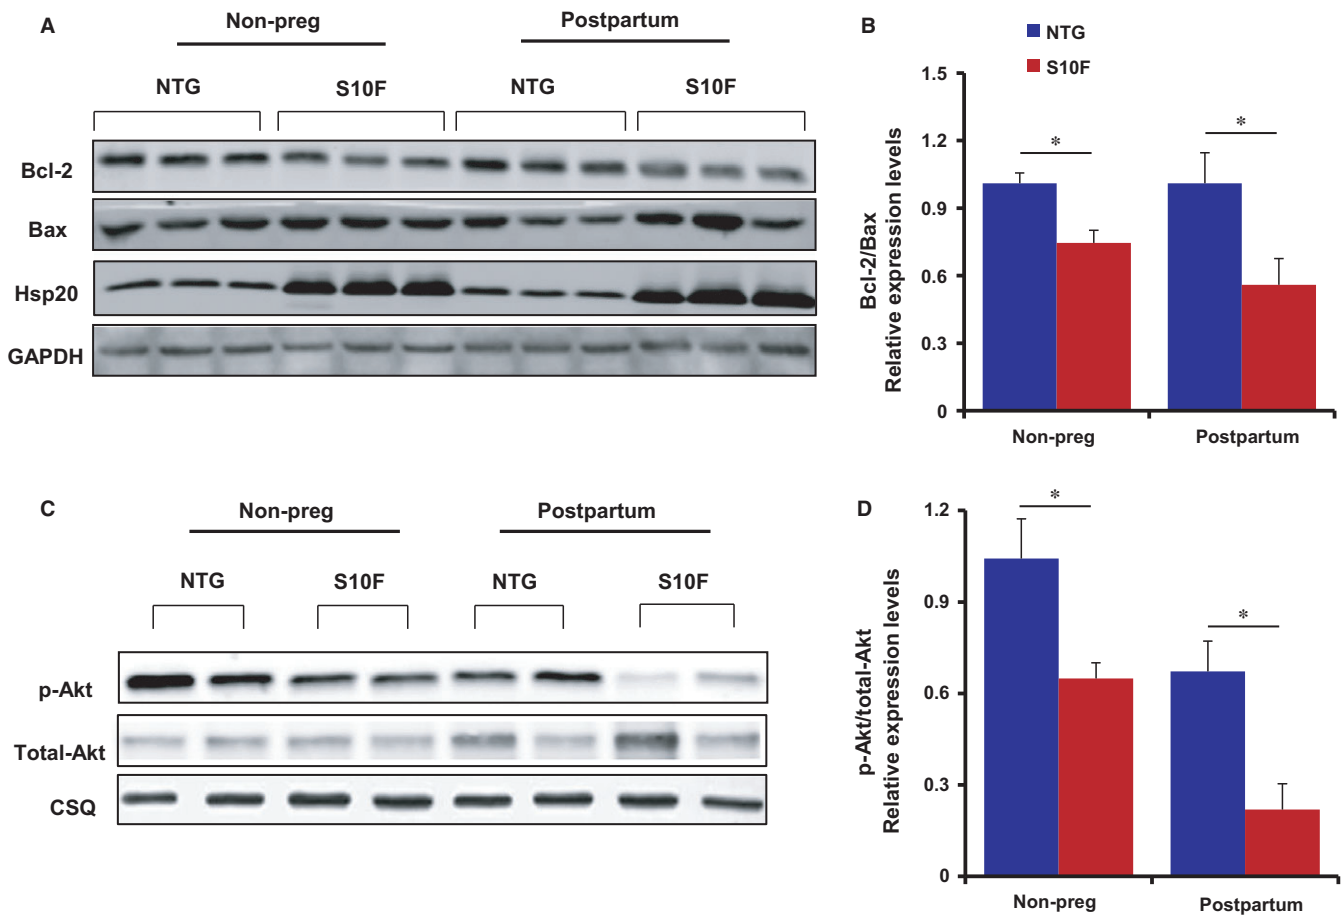 A
Non-preg
Postpartum
NTG
S10F
NTG
S10F
Bcl-2
Bax
Hsp20
GAPDH
B
NTG
S10F
Bcl-2/Bax
Relative expression levels
1.5
1.2
0.9
0.6
0.3
0
*
*
Non-preg
Postpartum
C
Non-preg
Postpartum
NTG
S10F
NTG
S10F
p-Akt
Total-Akt
CSQ
D
p-Akt/total-Akt
Relative expression levels
1.2
0.9
0.6
0.3
0
*
*
Non-preg
Postpartum